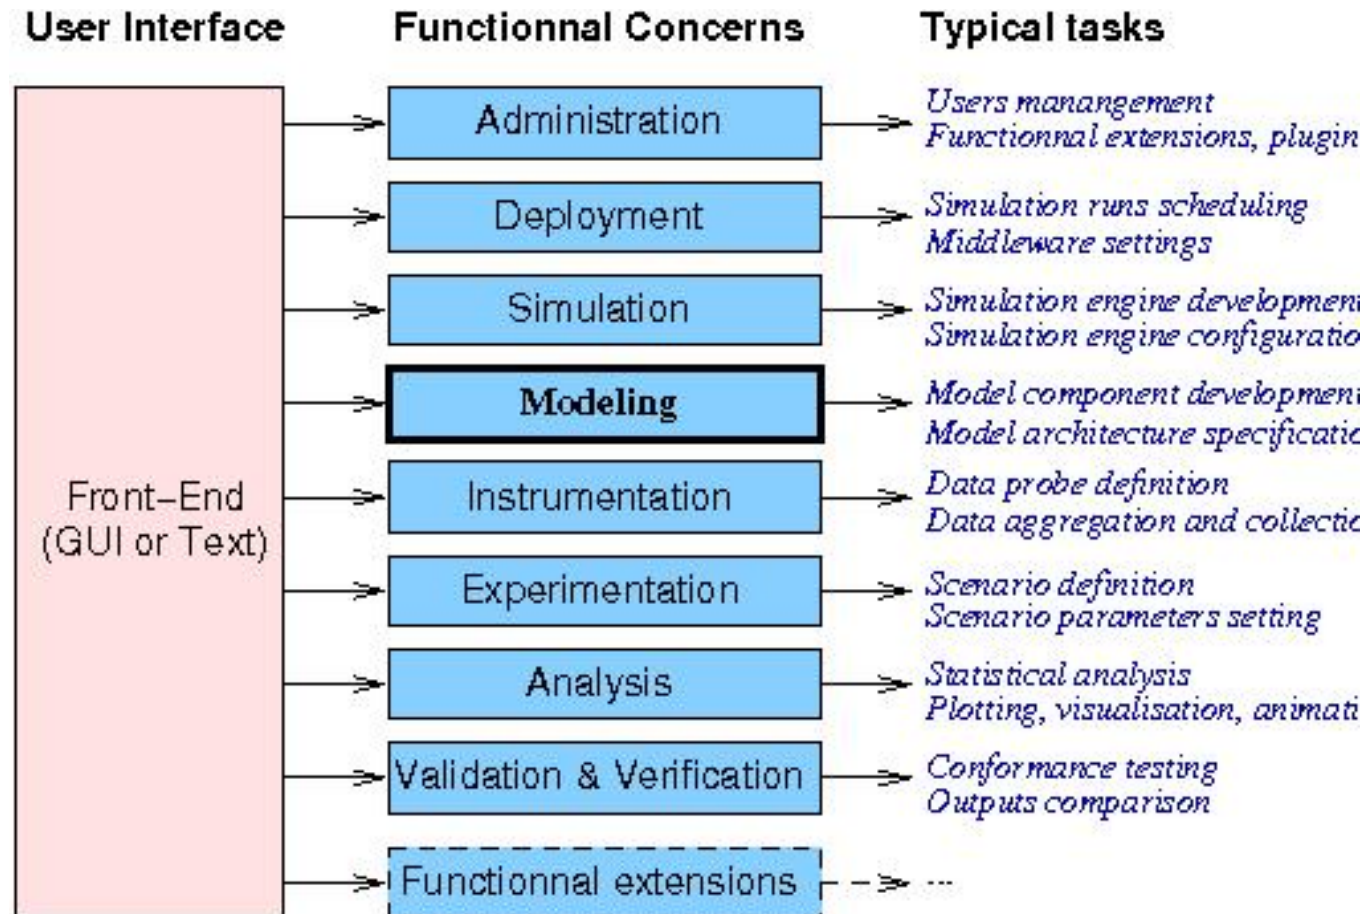 User Interface
Functionnal Concerns
Typical tasks
Front-End
(GUI or Text)
Administration
Users manangement
Functionnal extensions, plugin
Deployment
Simulation runs scheduling
Middleware settings
Simulation
Simulation engine development
Simulation engine configuratio
Modeling
Model component development
Model architecture specificatio
Instrumentation
Data probe definition
Data aggregation and collectio
Experimentation
Scenario definition
Scenario parameters setting
Analysis
Statistical analysis
Plotting, visualisation, animati
Validation & Verification
Conformance testing
Outputs comparison
Functionnal extensions
...